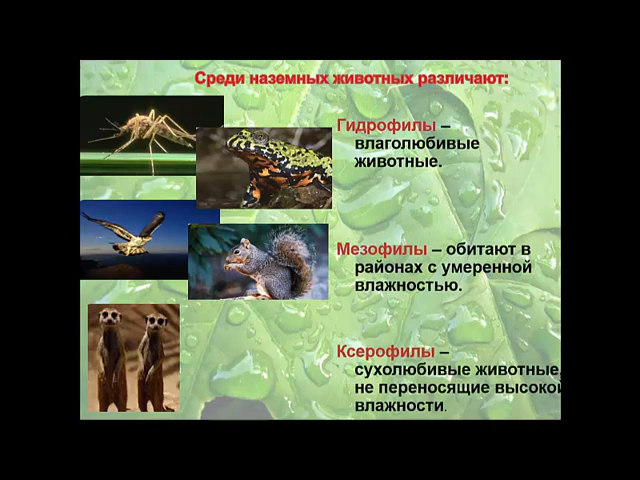 Среди наземных животных различают:
Гидрофилы –
влаголюбивые
животные.
Мезофилы – обитают в
районах с умеренной
влажностью.
Ксерофилы –
сухолюбивые животные,
не переносящие высокой
влажности.